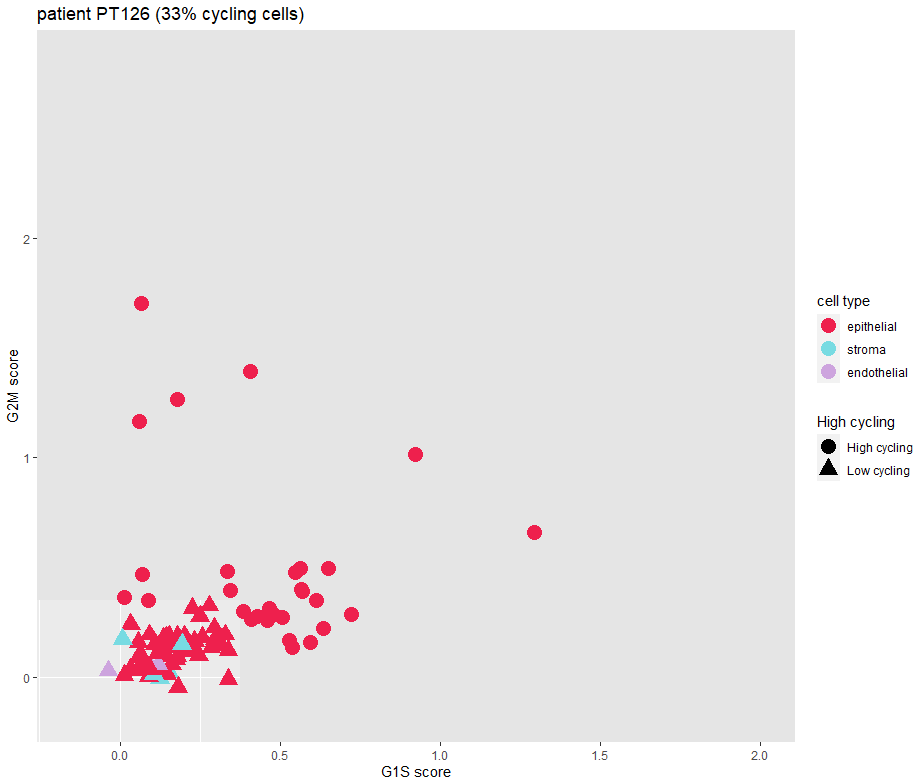 patient PT126 (33% cycling cells)
G2M score
2
1
0
0.0
0.5
1.0
1.5
2.0
G1S score
cell type
epithelial
stroma
endothelial
High cycling
High cycling
Low cycling